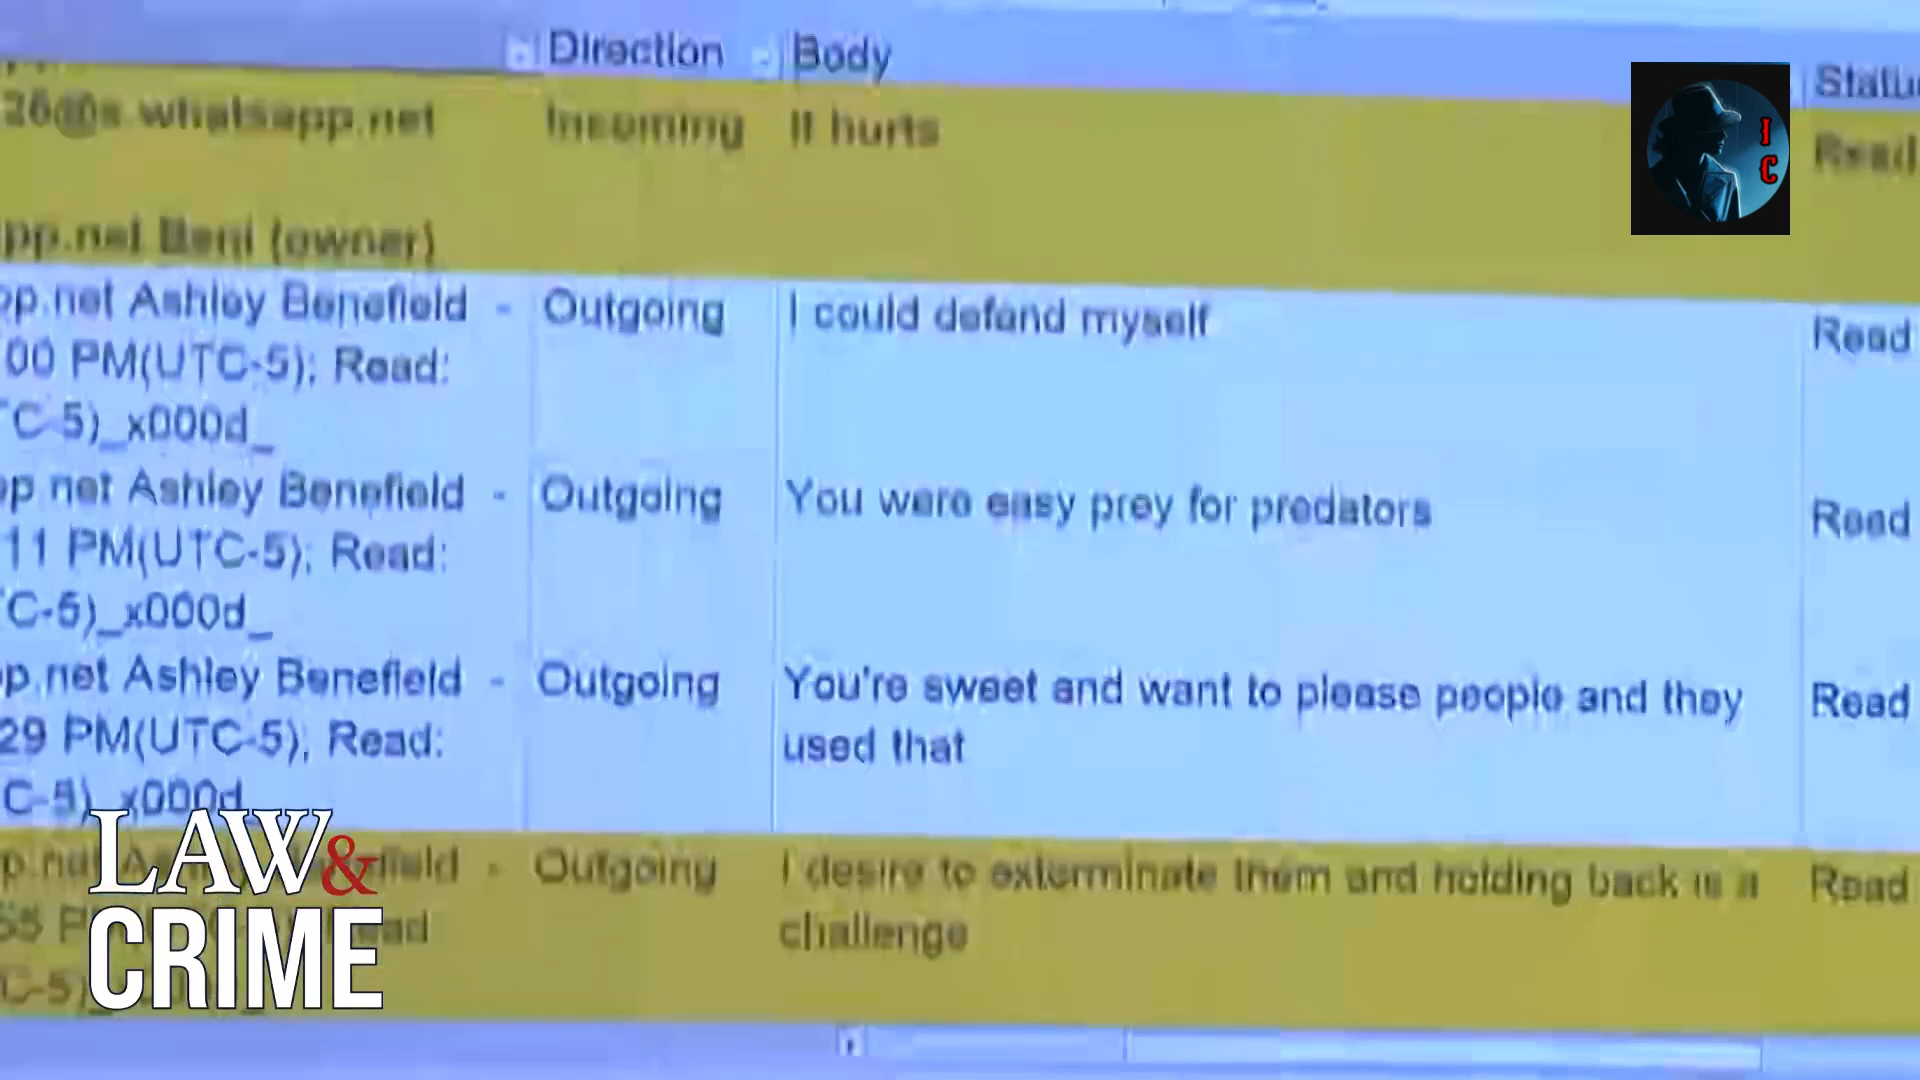 Direction Body Statu
26@s.whatsapp.net Incoming It hurts Read
pp.net Beni (owner)
pp.net Ashley Benefield - Outgoing I could defend myself Read
00 PM(UTC-5); Read:
C-5)_x000d_
pp.net Ashley Benefield - Outgoing You were easy prey for predators Read
11 PM(UTC-5); Read:
C-5)_x000d_
p.net Ashley Benefield - Outgoing You're sweet and want to please people and they Read
29 PM(UTC-5); Read:
used that
C-5)_x000d_
Outgoing I desire to exterminate them and holding back is a Read
challenge
LAW&
CRIME
I
C